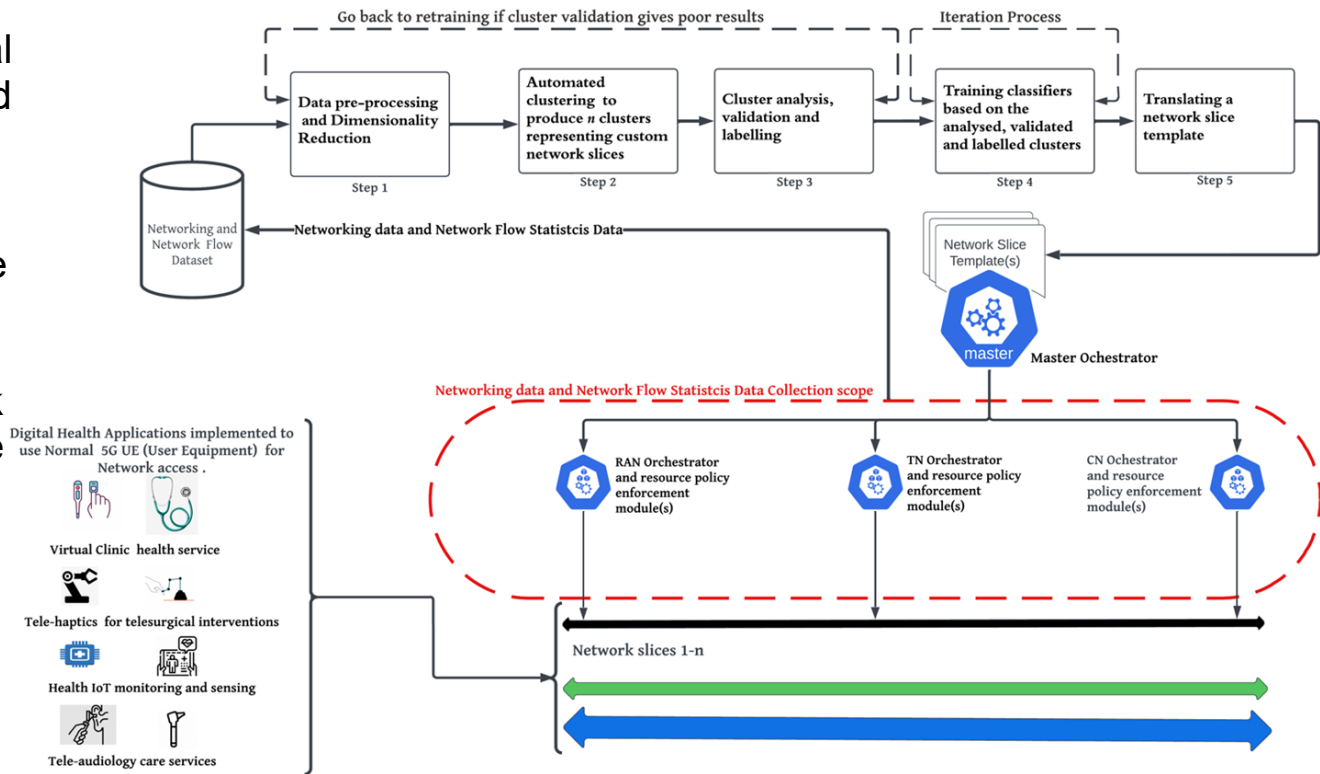 al
d
e
k
e
Go back to retraining if cluster validation gives poor results
Iteration Process
Data pre-processing
and Dimensionality
Reduction
Step 1
Automated
clustering to
produce n clusters
representing custom
network slices
Step 2
Cluster analysis,
validation and
labelling
Step 3
Training classifiers
based on the
analysed, validated
and labelled clusters
Step 4
Translating a
network slice
template
Step 5
Networking and
Network Flow
Dataset
Networking data and Network Flow Statistcis Data
Network Slice
Template(s)
master
Master Ochestrator
Networking data and Network Flow Statistcis Data Collection scope
RAN Orchestrator
and resource policy
enforcement
module(s)
TN Orchestrator
and resource policy
enforcement
module(s)
CN Ochestrator
and resource
policy enforcement
module(s)
Digital Health Applications implemented to
use Normal 5G UE (User Equipment) for
Network access .
Virtual Clinic health service
Tele-haptics for telesurgical interventions
Health IoT monitoring and sensing
Tele-audiology care services
Network slices 1-n